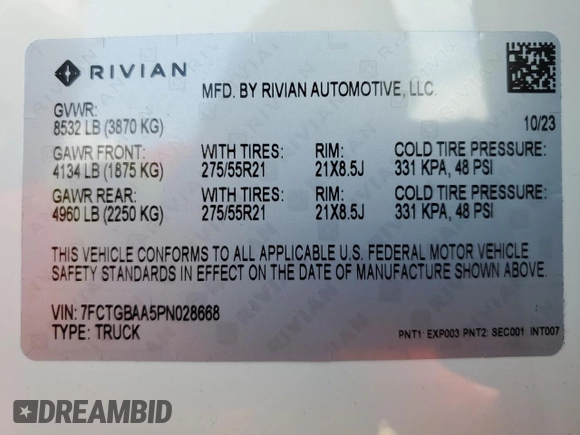 RIVIAN
MFD. BY RIVIAN AUTOMOTIVE, LLC.
GVWR:
8532 LB (3870 KG)
10/23
GAWR FRONT: WITH TIRES: RIM: COLD TIRE PRESSURE:
4134 LB (1875 KG) 275/55R21 21X8.5J 331 KPA, 48 PSI
GAWR REAR: WITH TIRES: RIM: COLD TIRE PRESSURE:
4960 LB (2250 KG) 275/55R21 21X8.5J 331 KPA, 48 PSI
THIS VEHICLE CONFORMS TO ALL APPLICABLE U.S. FEDERAL MOTOR VEHICLE
SAFETY STANDARDS IN EFFECT ON THE DATE OF MANUFACTURE SHOWN ABOVE.
VIN: 7FCTGBAA5PN028668
TYPE: TRUCK
PNT1: EXP003 PNT2: SEC001 INT007
DREAMBID